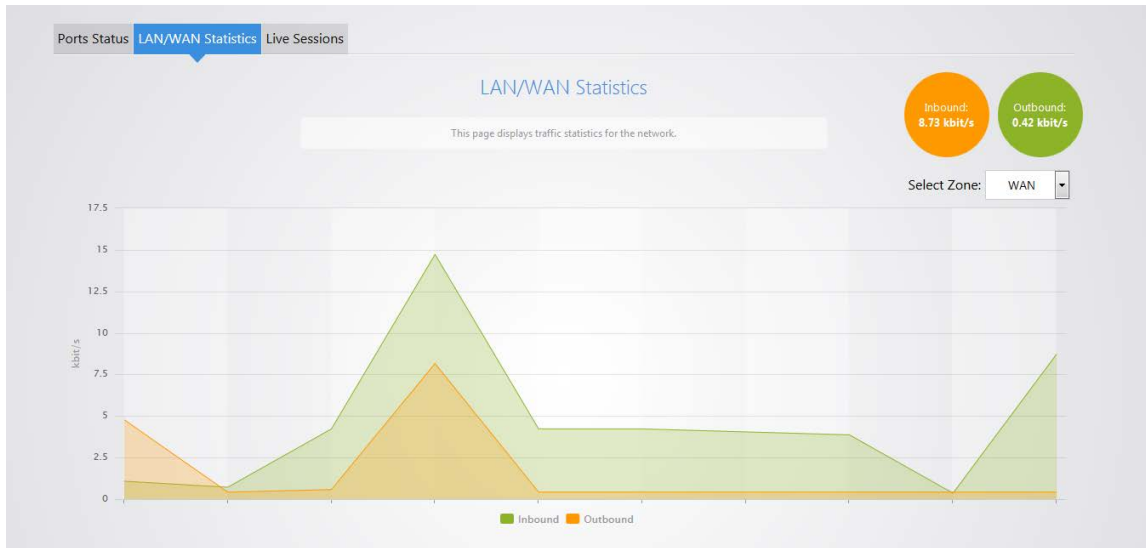 Ports Status LAN/WAN Statistics Live Sessions
LAN/WAN Statistics
This page displays traffic statistics for the network.
Inbound:
8.73 kbit/s
Outbound:
0.42 kbit/s
Select Zone: WAN
17.5
15
12.5
10
7.5
5
2.5
0
kbit/s
Inbound Outbound